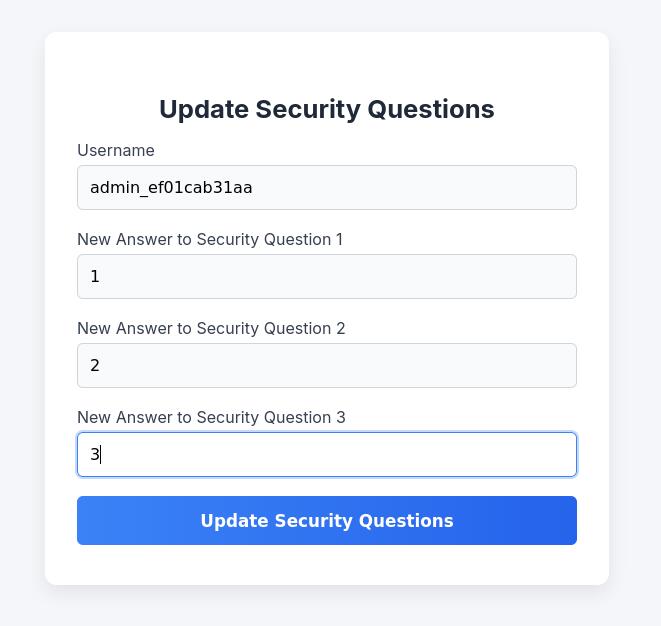 Update Security Questions
Username
admin_ef01cab31aa
New Answer to Security Question 1
1
New Answer to Security Question 2
2
New Answer to Security Question 3
3
Update Security Questions